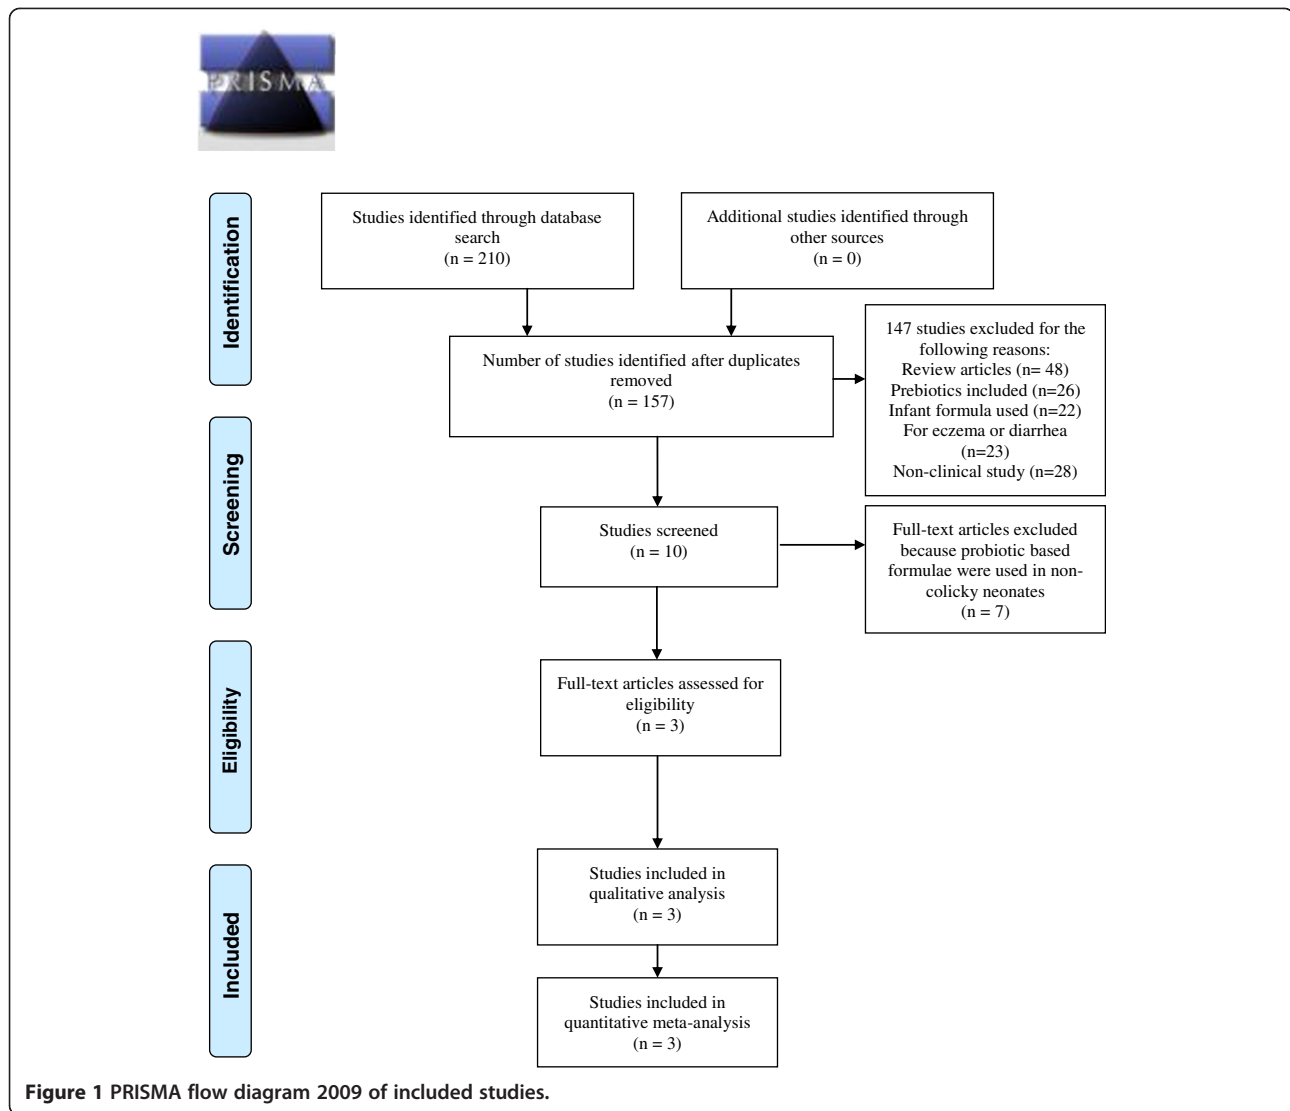 PRISMA
Identification
Studies identified through database
search
(n = 210)
Additional studies identified through
other sources
(n = 0)
Number of studies identified after duplicates
removed
(n = 157)
147 studies excluded for the
following reasons:
Review articles (n= 48)
Prebiotics included (n=26)
Infant formula used (n=22)
For eczema or diarrhea
(n=23)
Non-clinical study (n=28)
Screening
Studies screened
(n = 10)
Full-text articles excluded
because probiotic based
formulae were used in non-
colicky neonates
(n = 7)
Eligibility
Full-text articles assessed for
eligibility
(n = 3)
Included
Studies included in
qualitative analysis
(n = 3)
Studies included in
quantitative meta-analysis
(n = 3)
Figure 1 PRISMA flow diagram 2009 of included studies.